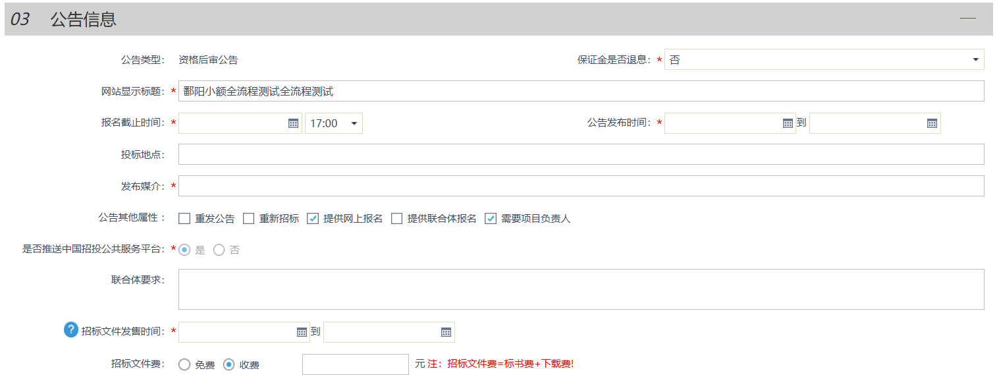 03 公告信息
公告类型： 资格后审公告 保证金是否退息： * 否
网站显示标题： * 鄱阳小额全流程测试全流程测试
报名截止时间： * 17:00 公告发布时间： * 到
投标地点：
发布媒介： *
公告其他属性： 重发公告 重新招标 提供网上报名 提供联合体报名 需要项目负责人
是否推送中国招投公共服务平台： * 是 否
联合体要求：
? 招标文件发售时间： * 到
招标文件费： 免费 收费 元 注：招标文件费=标书费+下载费!